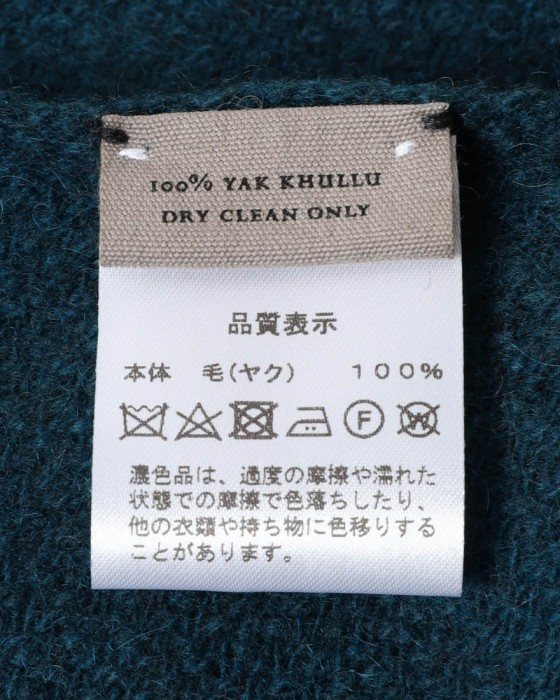 100% YAK KHULLU
DRY CLEAN ONLY
品質表示
本体 毛(ヤク) 100%
F W
濃色品は、過度の摩擦や濡れた
状態での摩擦で色落ちしたり、
他の衣類や持ち物に色移りする
ことがあります。